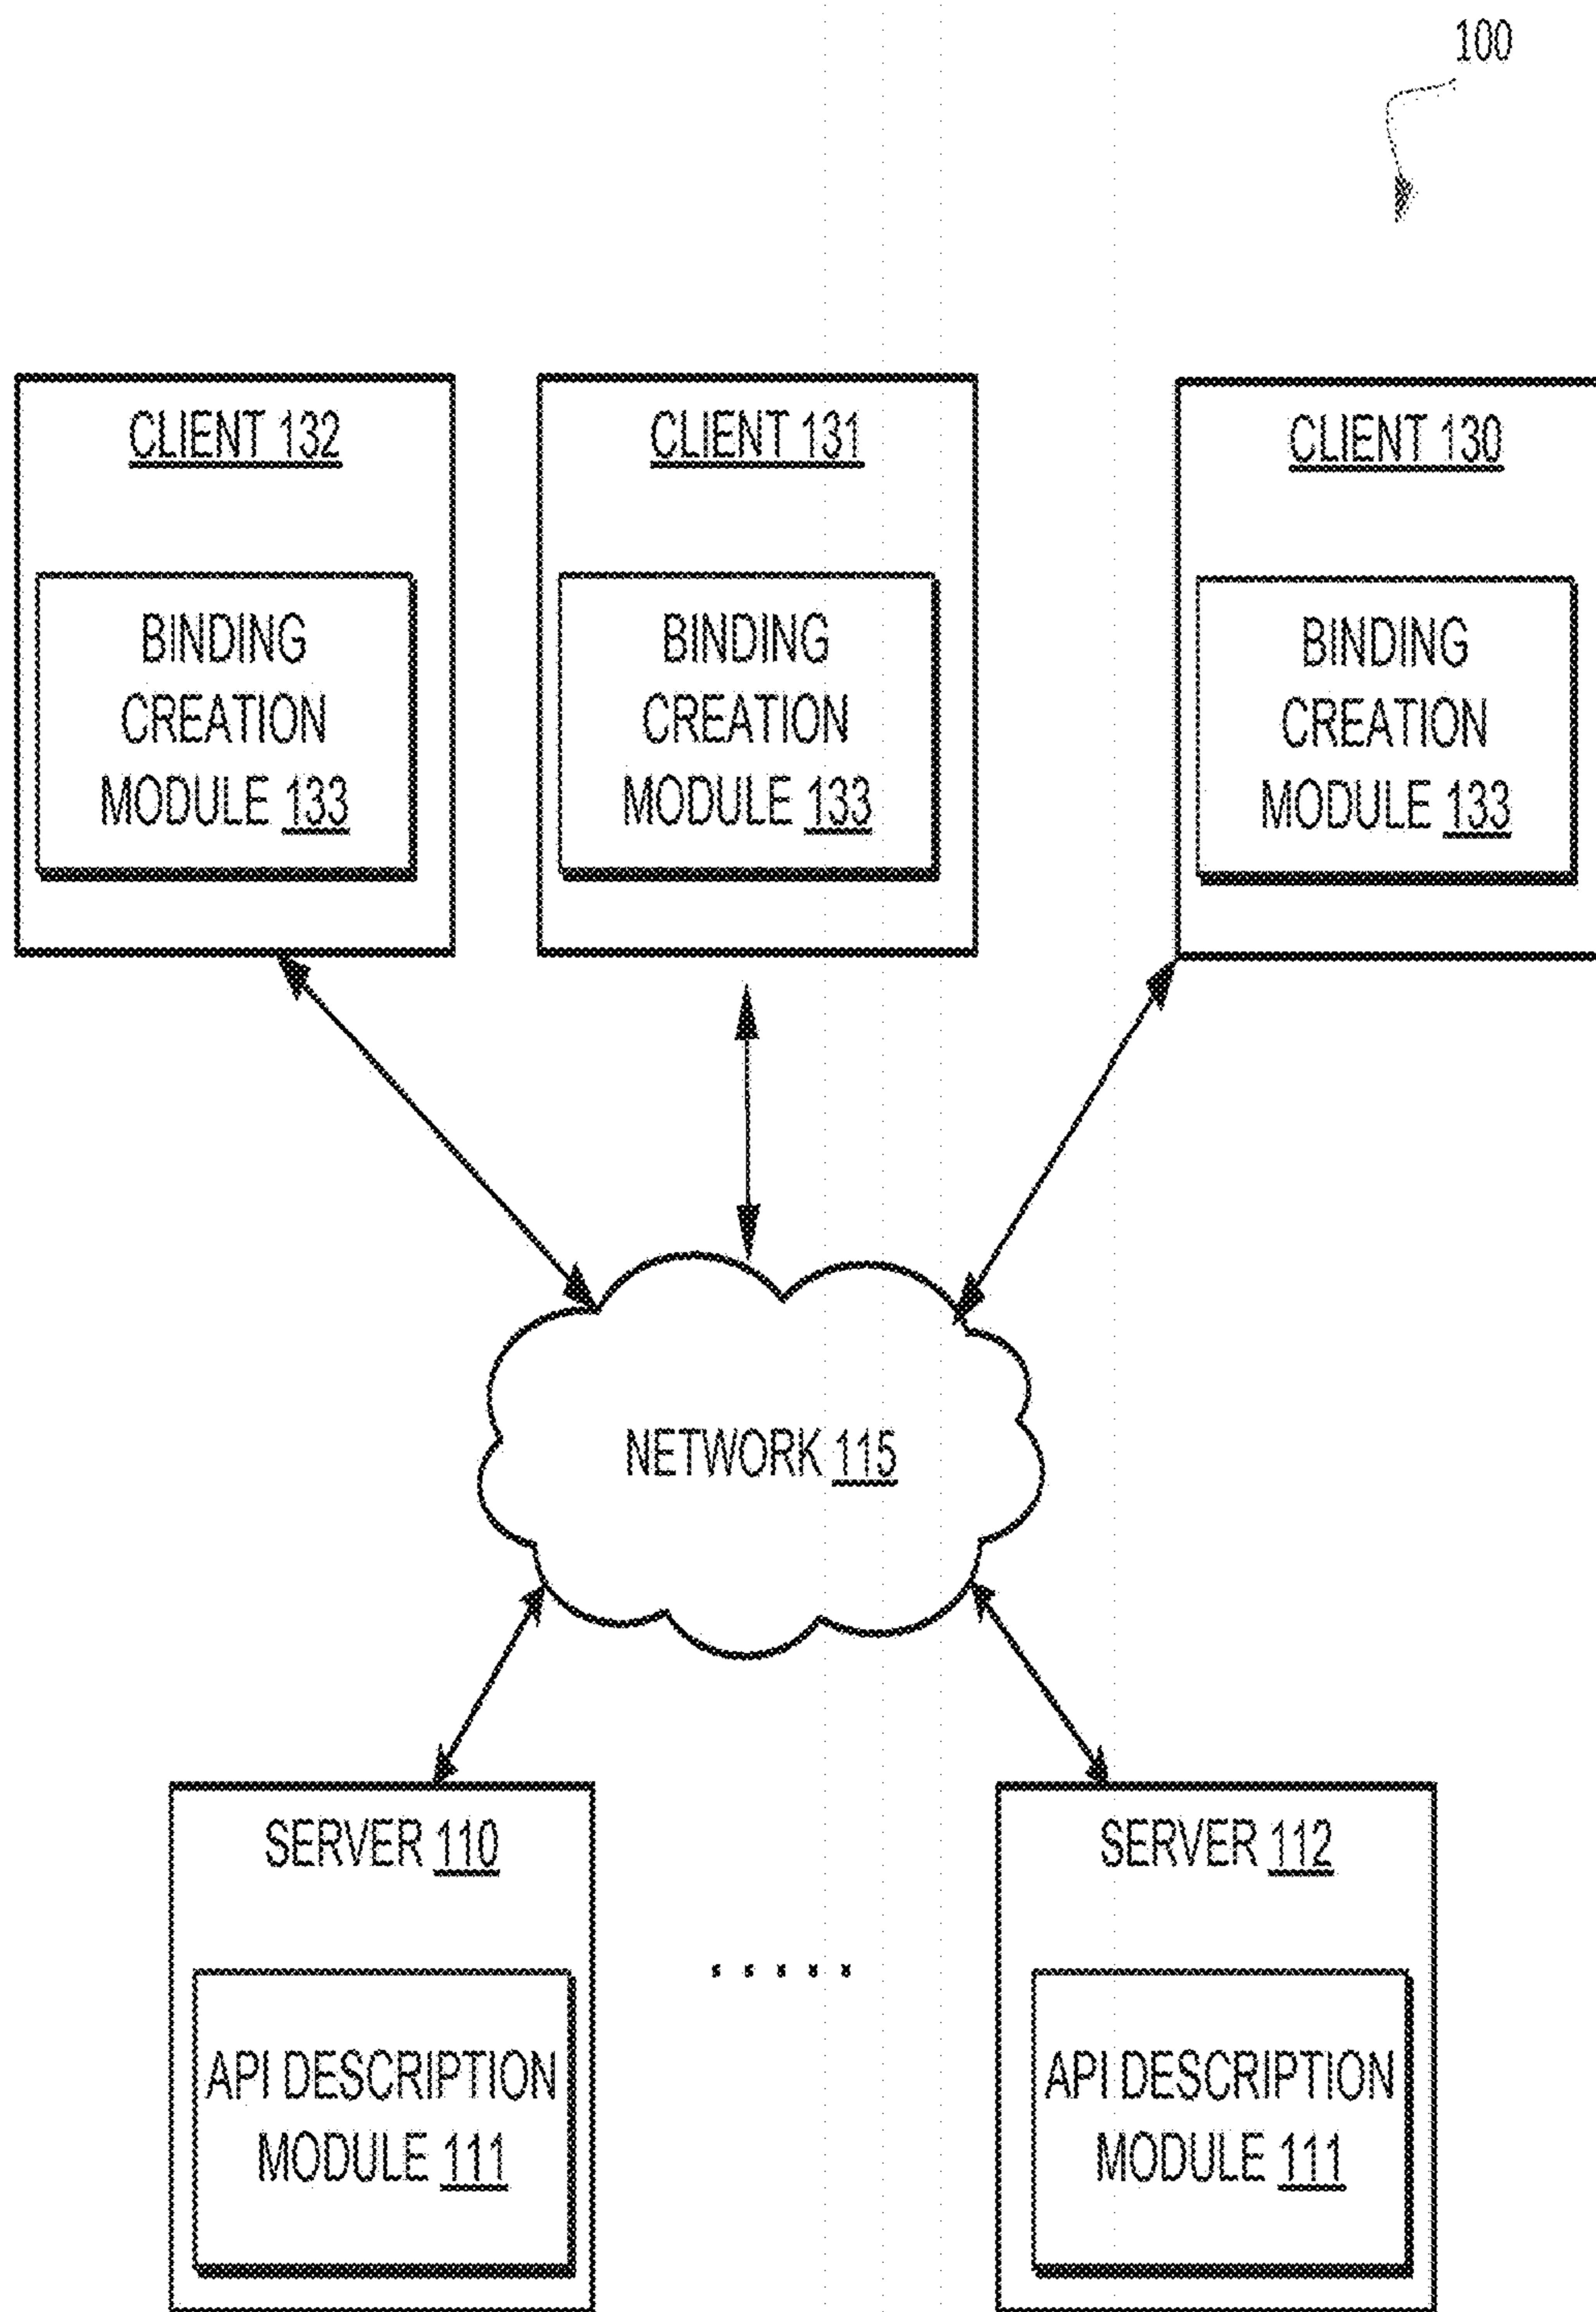 100
CLIENT 132
BINDING
CREATION
MODULE 133
CLIENT 131
BINDING
CREATION
MODULE 133
CLIENT 130
BINDING
CREATION
MODULE 133
NETWORK 115
SERVER 110
API DESCRIPTION
MODULE 111
.....
SERVER 112
API DESCRIPTION
MODULE 111